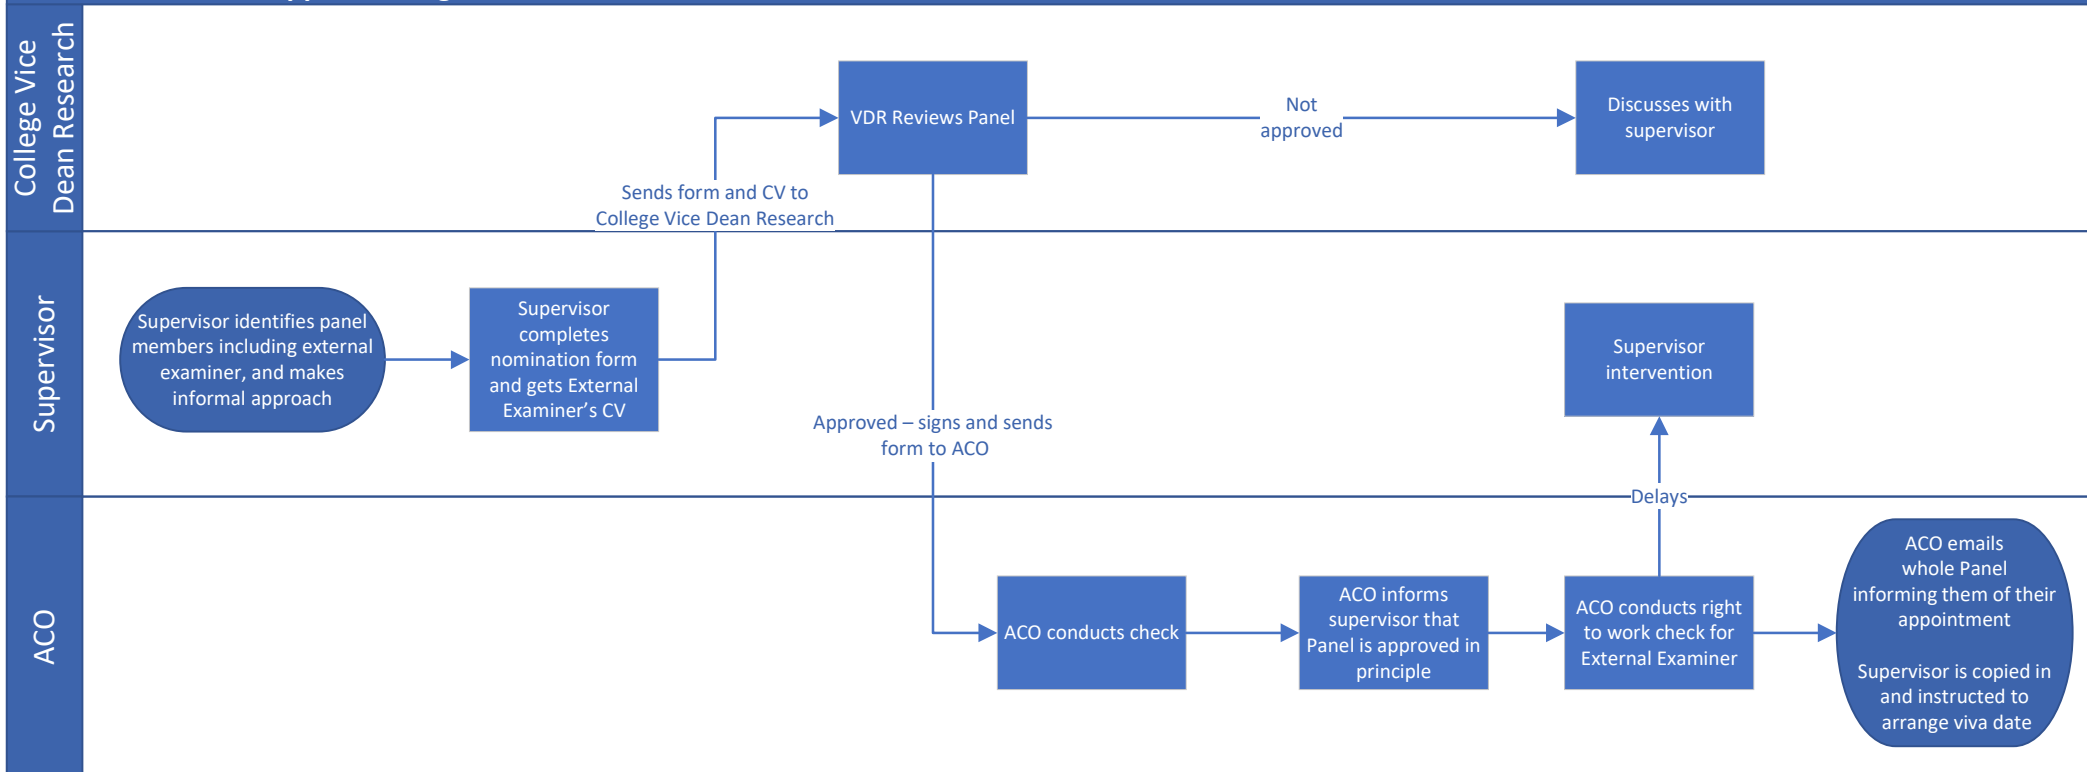 College Vice
Dean Research
VDR Reviews Panel
Not
approved
Discusses with
supervisor
Sends form and CV to
College Vice Dean Research
Supervisor
Supervisor identifies panel
members including external
examiner, and makes
informal approach
Supervisor
completes
nomination form
and gets External
Examiner’s CV
Approved – signs and sends
form to ACO
Supervisor
intervention
Delays
ACO
ACO conducts check
ACO informs
supervisor that
Panel is approved in
principle
ACO conducts right
to work check for
External Examiner
ACO emails
whole Panel
informing them of their
appointment
Supervisor is copied in
and instructed to
arrange viva date